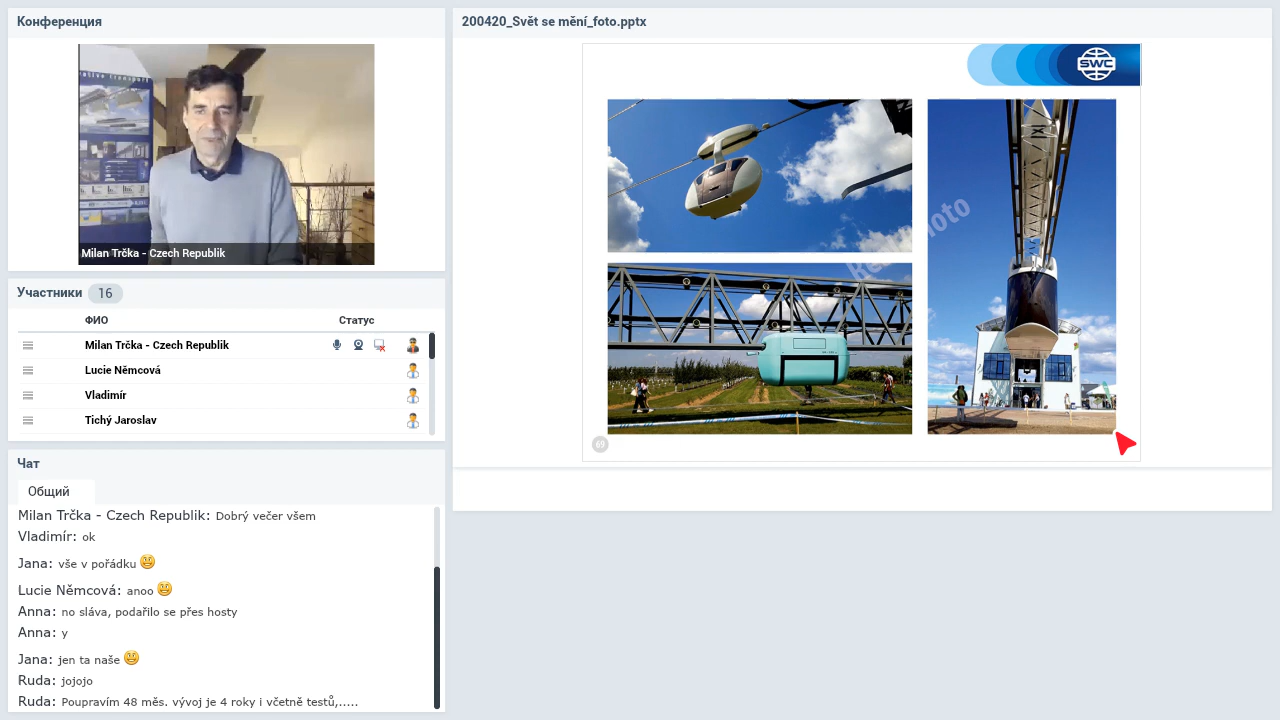 Конференция
Milan Trčka - Czech Republik
Участники 16
ФИО Статус
Milan Trčka - Czech Republik
Lucie Němcová
Vladimír
Tichý Jaroslav
Чат
Общий
Milan Trčka - Czech Republik: Dobrý večer všem
Vladimír: ok
Jana: vše v pořádku
Lucie Němcová: anoo
Anna: no sláva, podařilo se přes hosty
Anna: y
Jana: jen ta naše
Ruda: jojojo
Ruda: Poupravím 48 měs. vývoj je 4 roky i včetně testů,.....
200420_Svět se mění_foto.pptx
SWC
69